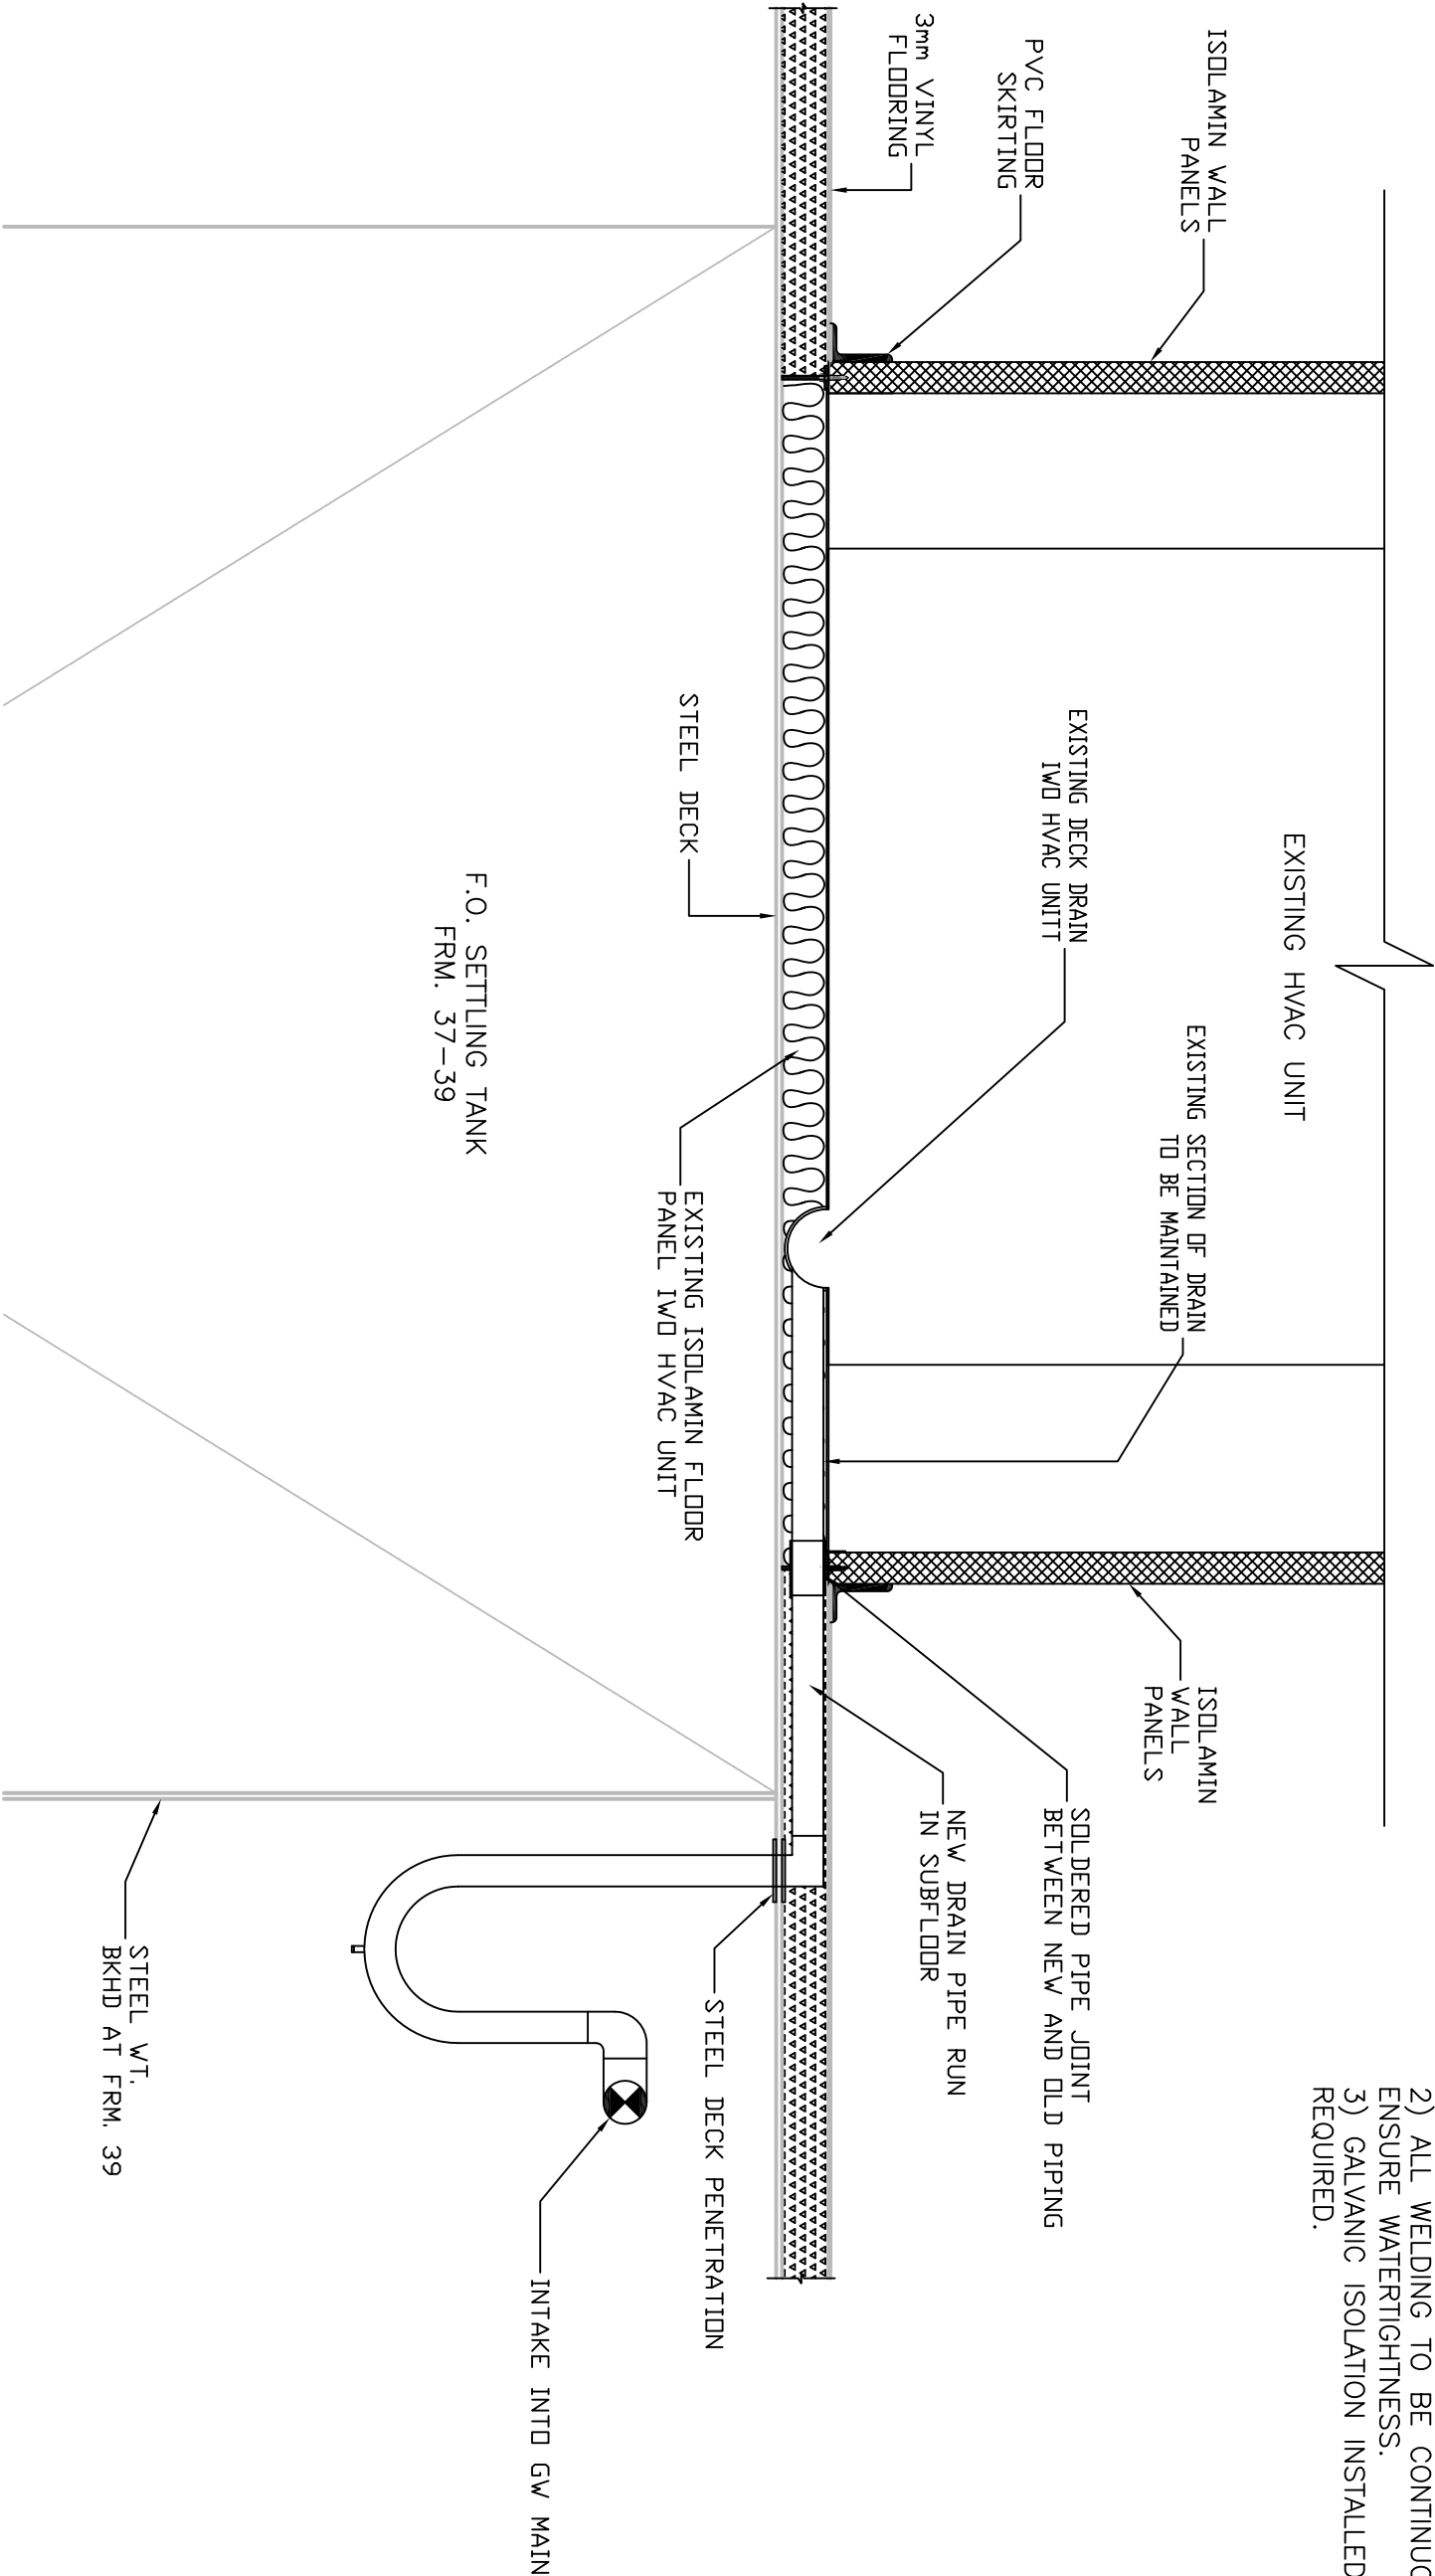 2) ALL WELDING TO BE
ENSURE WATERTIGHTNESS.
3) GALVANIC ISOLATION INSTALLED
REQUIRED.
EXISTING HVAC UNIT
ISOLAMIN WALL
PANELS
EXISTING SECTION OF DRAIN
TO BE MAINTAINED
ISOLAMIN
WALL
PANELS
PVC FLOOR
SKIRTING
EXISTING DECK DRAIN
IWO HVAC UNITT
SOLDERED PIPE JOINT
BETWEEN NEW AND OLD PIPING
3mm VINYL
FLOORING
NEW DRAIN PIPE RUN
IN SUBFLOOR
STEEL DECK
EXISTING ISOLAMIN FLOOR
PANEL IWO HVAC UNIT
STEEL DECK PENETRATION
F.O. SETTLING TANK
FRM. 37-39
INTAKE INTO GW MAIN
STEEL WT.
BKHD AT FRM. 39